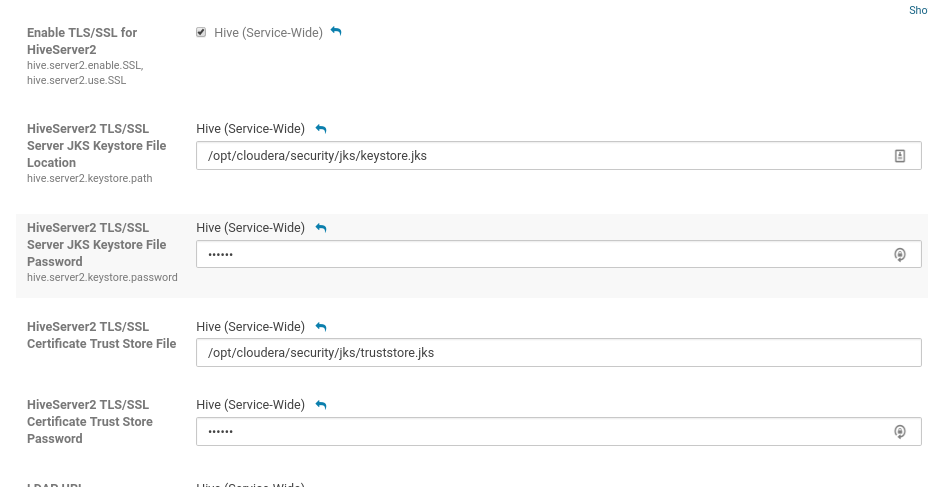 Sho
Enable TLS/SSL for
HiveServer2
hive.server2.enable.SSL,
hive.server2.use.SSL
Hive (Service-Wide)
HiveServer2 TLS/SSL
Server JKS Keystore File
Location
hive.server2.keystore.path
Hive (Service-Wide)
/opt/cloudera/security/jks/keystore.jks
HiveServer2 TLS/SSL
Server JKS Keystore File
Password
hive.server2.keystore.password
Hive (Service-Wide)
••••••
HiveServer2 TLS/SSL
Certificate Trust Store File
Hive (Service-Wide)
/opt/cloudera/security/jks/truststore.jks
HiveServer2 TLS/SSL
Certificate Trust Store
Password
Hive (Service-Wide)
••••••
LDAP URL
Hive (Service-Wide)